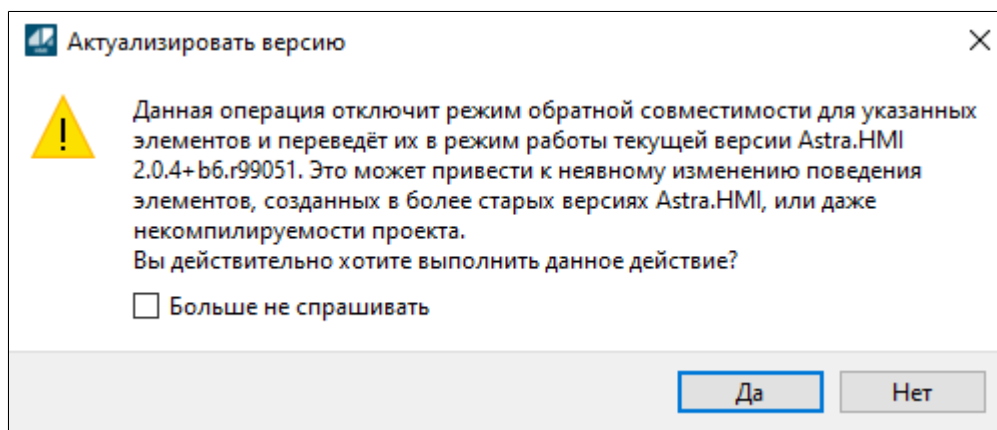 Актуализировать версию
Данная операция отключит режим обратной совместимости для указанных
элементов и переведёт их в режим работы текущей версии Astra.HMI
2.0.4+b6.r99051. Это может привести к неявному изменению поведения
элементов, созданных в более старых версиях Astra.HMI, или даже
некомпилируемости проекта.
Вы действительно хотите выполнить данное действие?
Больше не спрашивать
Да
Нет